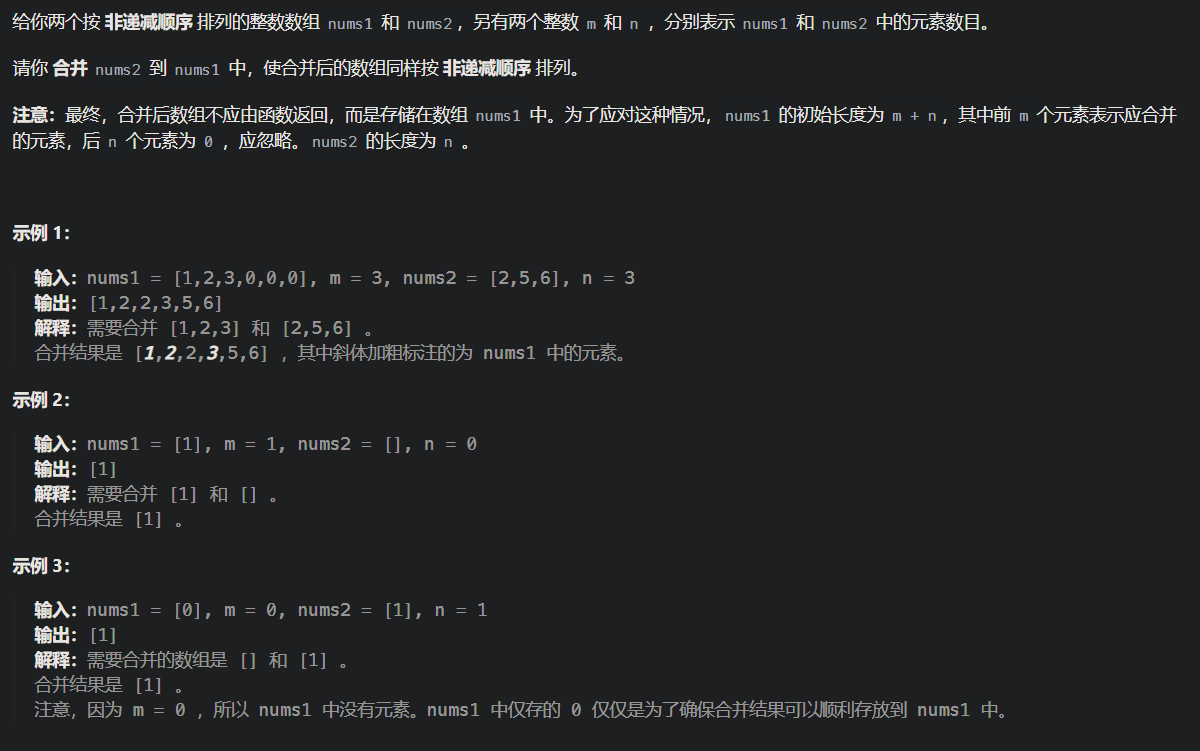 给你两个按 非递减顺序 排列的整数数组 nums1 和 nums2，另有两个整数 m 和 n ，分别表示 nums1 和 nums2 中的元素数目。
请你 合并 nums2 到 nums1 中，使合并后的数组同样按 非递减顺序 排列。
注意：最终，合并后数组不应由函数返回，而是存储在数组 nums1 中。为了应对这种情况，nums1 的初始长度为 m + n，其中前 m 个元素表示应合并
的元素，后 n 个元素为 0 ，应忽略。nums2 的长度为 n 。
示例 1：
输入：nums1 = [1,2,3,0,0,0], m = 3, nums2 = [2,5,6], n = 3
输出：[1,2,2,3,5,6]
解释：需要合并 [1,2,3] 和 [2,5,6] 。
合并结果是 [1,2,2,3,5,6] ，其中斜体加粗标注的为 nums1 中的元素。
示例 2：
输入：nums1 = [1], m = 1, nums2 = [], n = 0
输出：[1]
解释：需要合并 [1] 和 [] 。
合并结果是 [1] 。
示例 3：
输入：nums1 = [0], m = 0, nums2 = [1], n = 1
输出：[1]
解释：需要合并的数组是 [] 和 [1] 。
合并结果是 [1] 。
注意，因为 m = 0 ，所以 nums1 中没有元素。nums1 中仅存的 0 仅仅是为了确保合并结果可以顺利存放到 nums1 中。